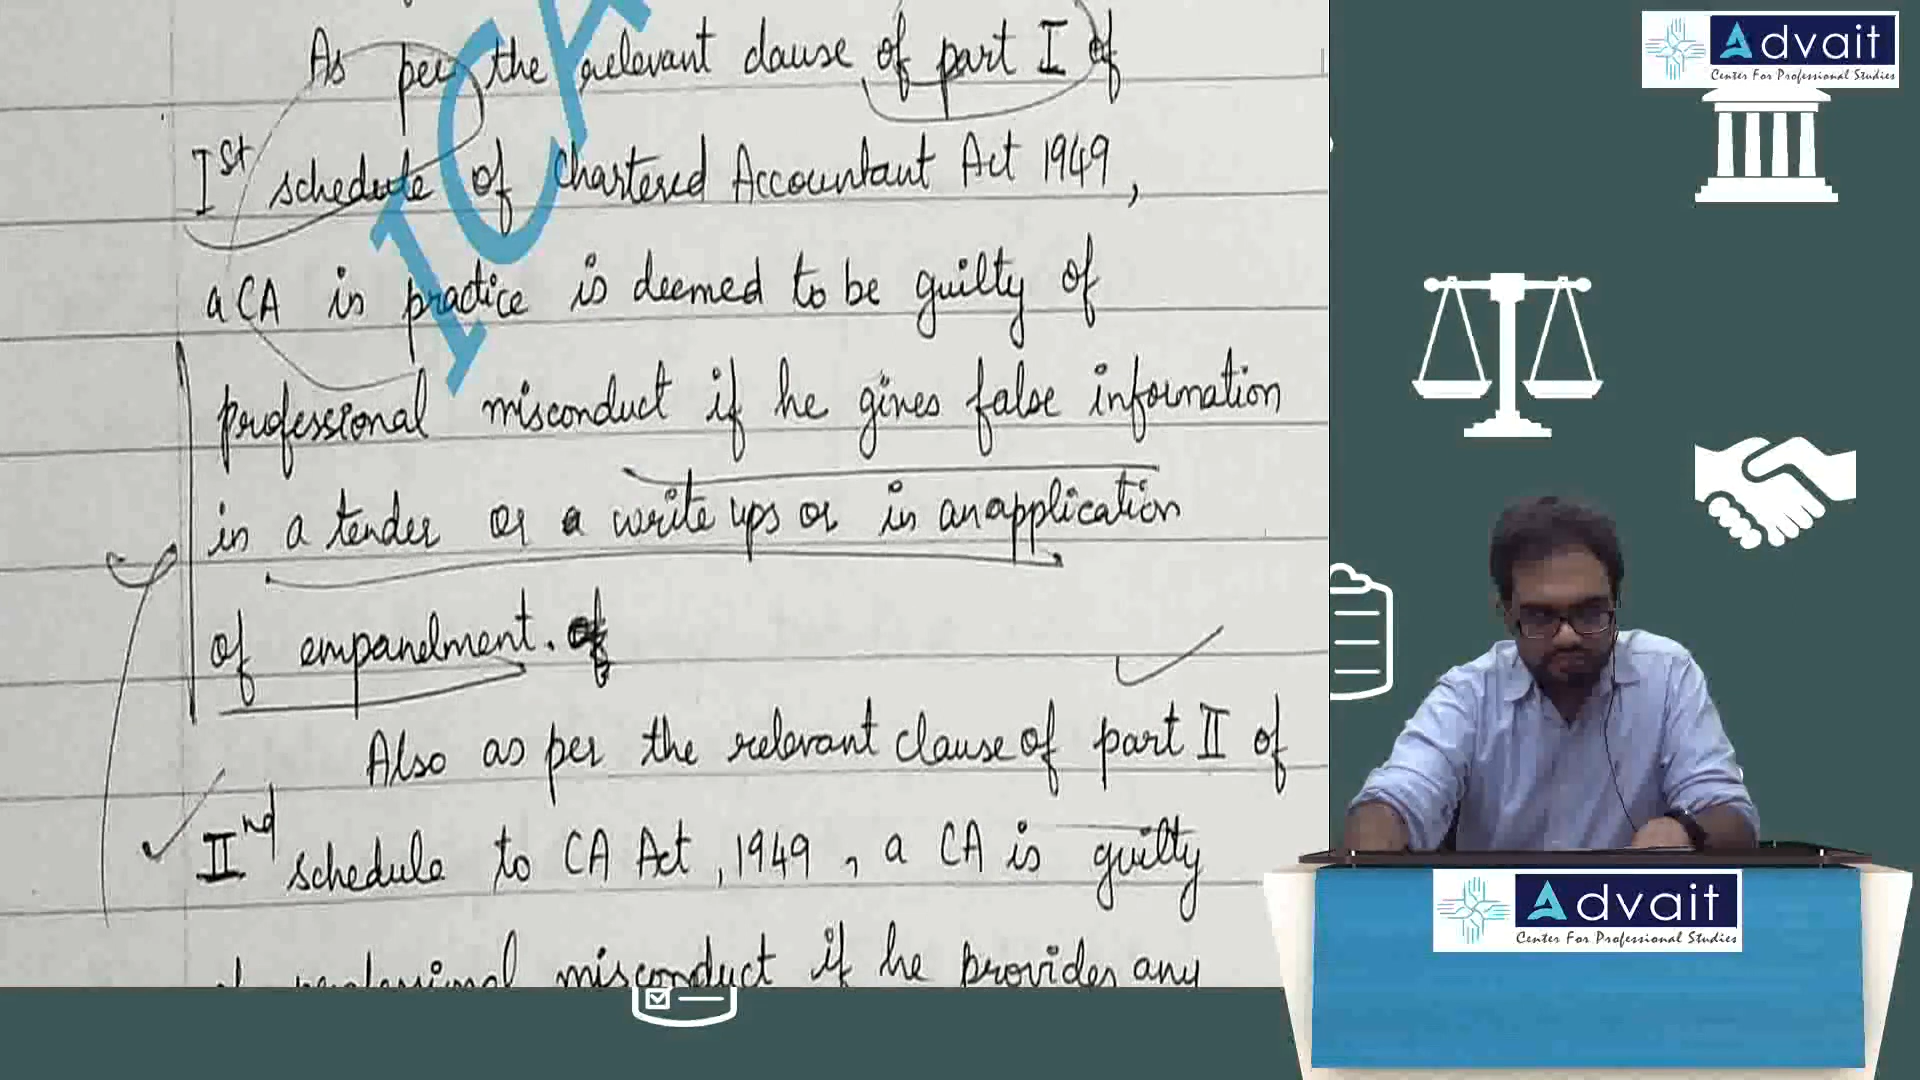 As per the relevant clause of part I of
Ist schedule of Chartered Accountant Act 1949,
a CA in practice is deemed to be guilty of
professional misconduct if he gives false information
in a tender or a write ups or in an application
of empanelment. of
Also as per the relevant clause of part II of
IInd schedule to CA Act, 1949, a CA is guilty
of professional misconduct if he provides any
ICA
Advait
Center For Professional Studies
Advait
Center For Professional Studies